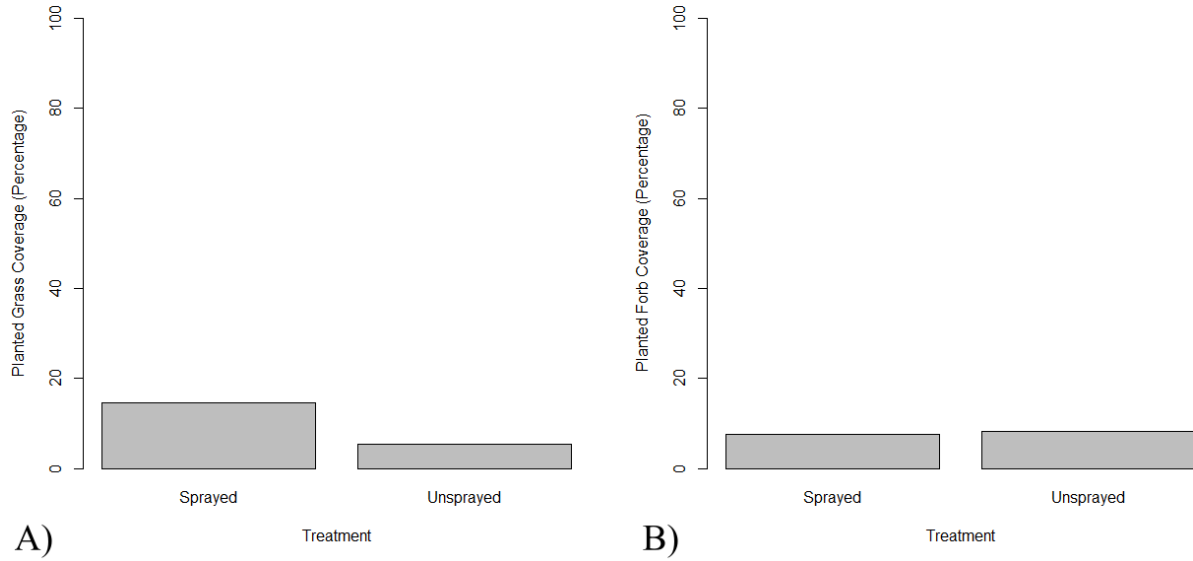 Planted Grass Coverage (Percentage)
100
80
60
40
20
0
Sprayed
Unsprayed
Treatment
A)
Planted Forb Coverage (Percentage)
100
80
60
40
20
0
Sprayed
Unsprayed
Treatment
B)